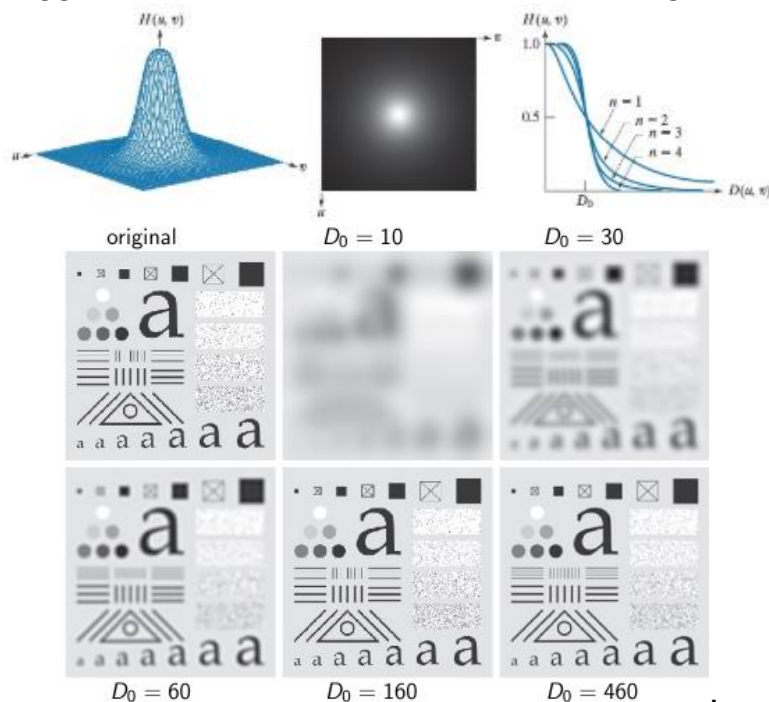 H(u, v)
u
v
v
u
H(u, v)
1.0
0.5
n = 1
n = 2
n = 3
n = 4
D₀
D(u, v)
original
D₀ = 10
D₀ = 30
a
a a a a a a a
a
a a a a a a a
a
a a a a a a a
a
a a a a a a a
a
a a a a a a a
D₀ = 60
D₀ = 160
D₀ = 460